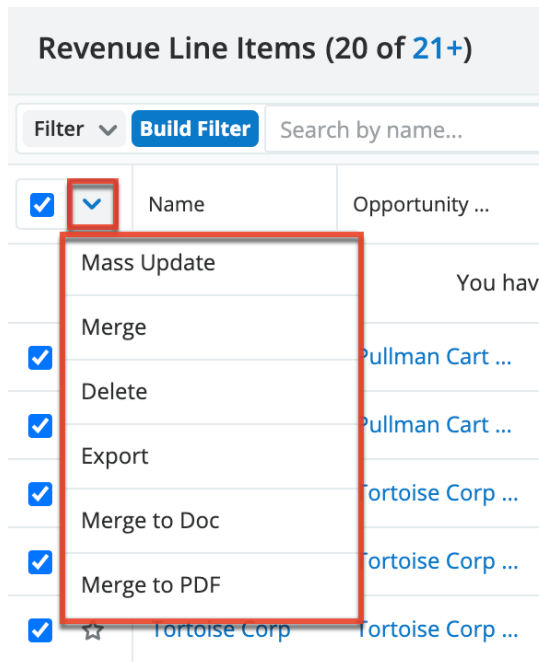 Revenue Line Items (20 of 21+)
Filter Build Filter Search by name...
Name Opportunity ...
Mass Update
You hav
Merge
Pullman Cart ...
Delete
Pullman Cart ...
Export
Tortoise Corp ...
Merge to Doc
Tortoise Corp ...
Merge to PDF
Tortoise Corp Tortoise Corp ...